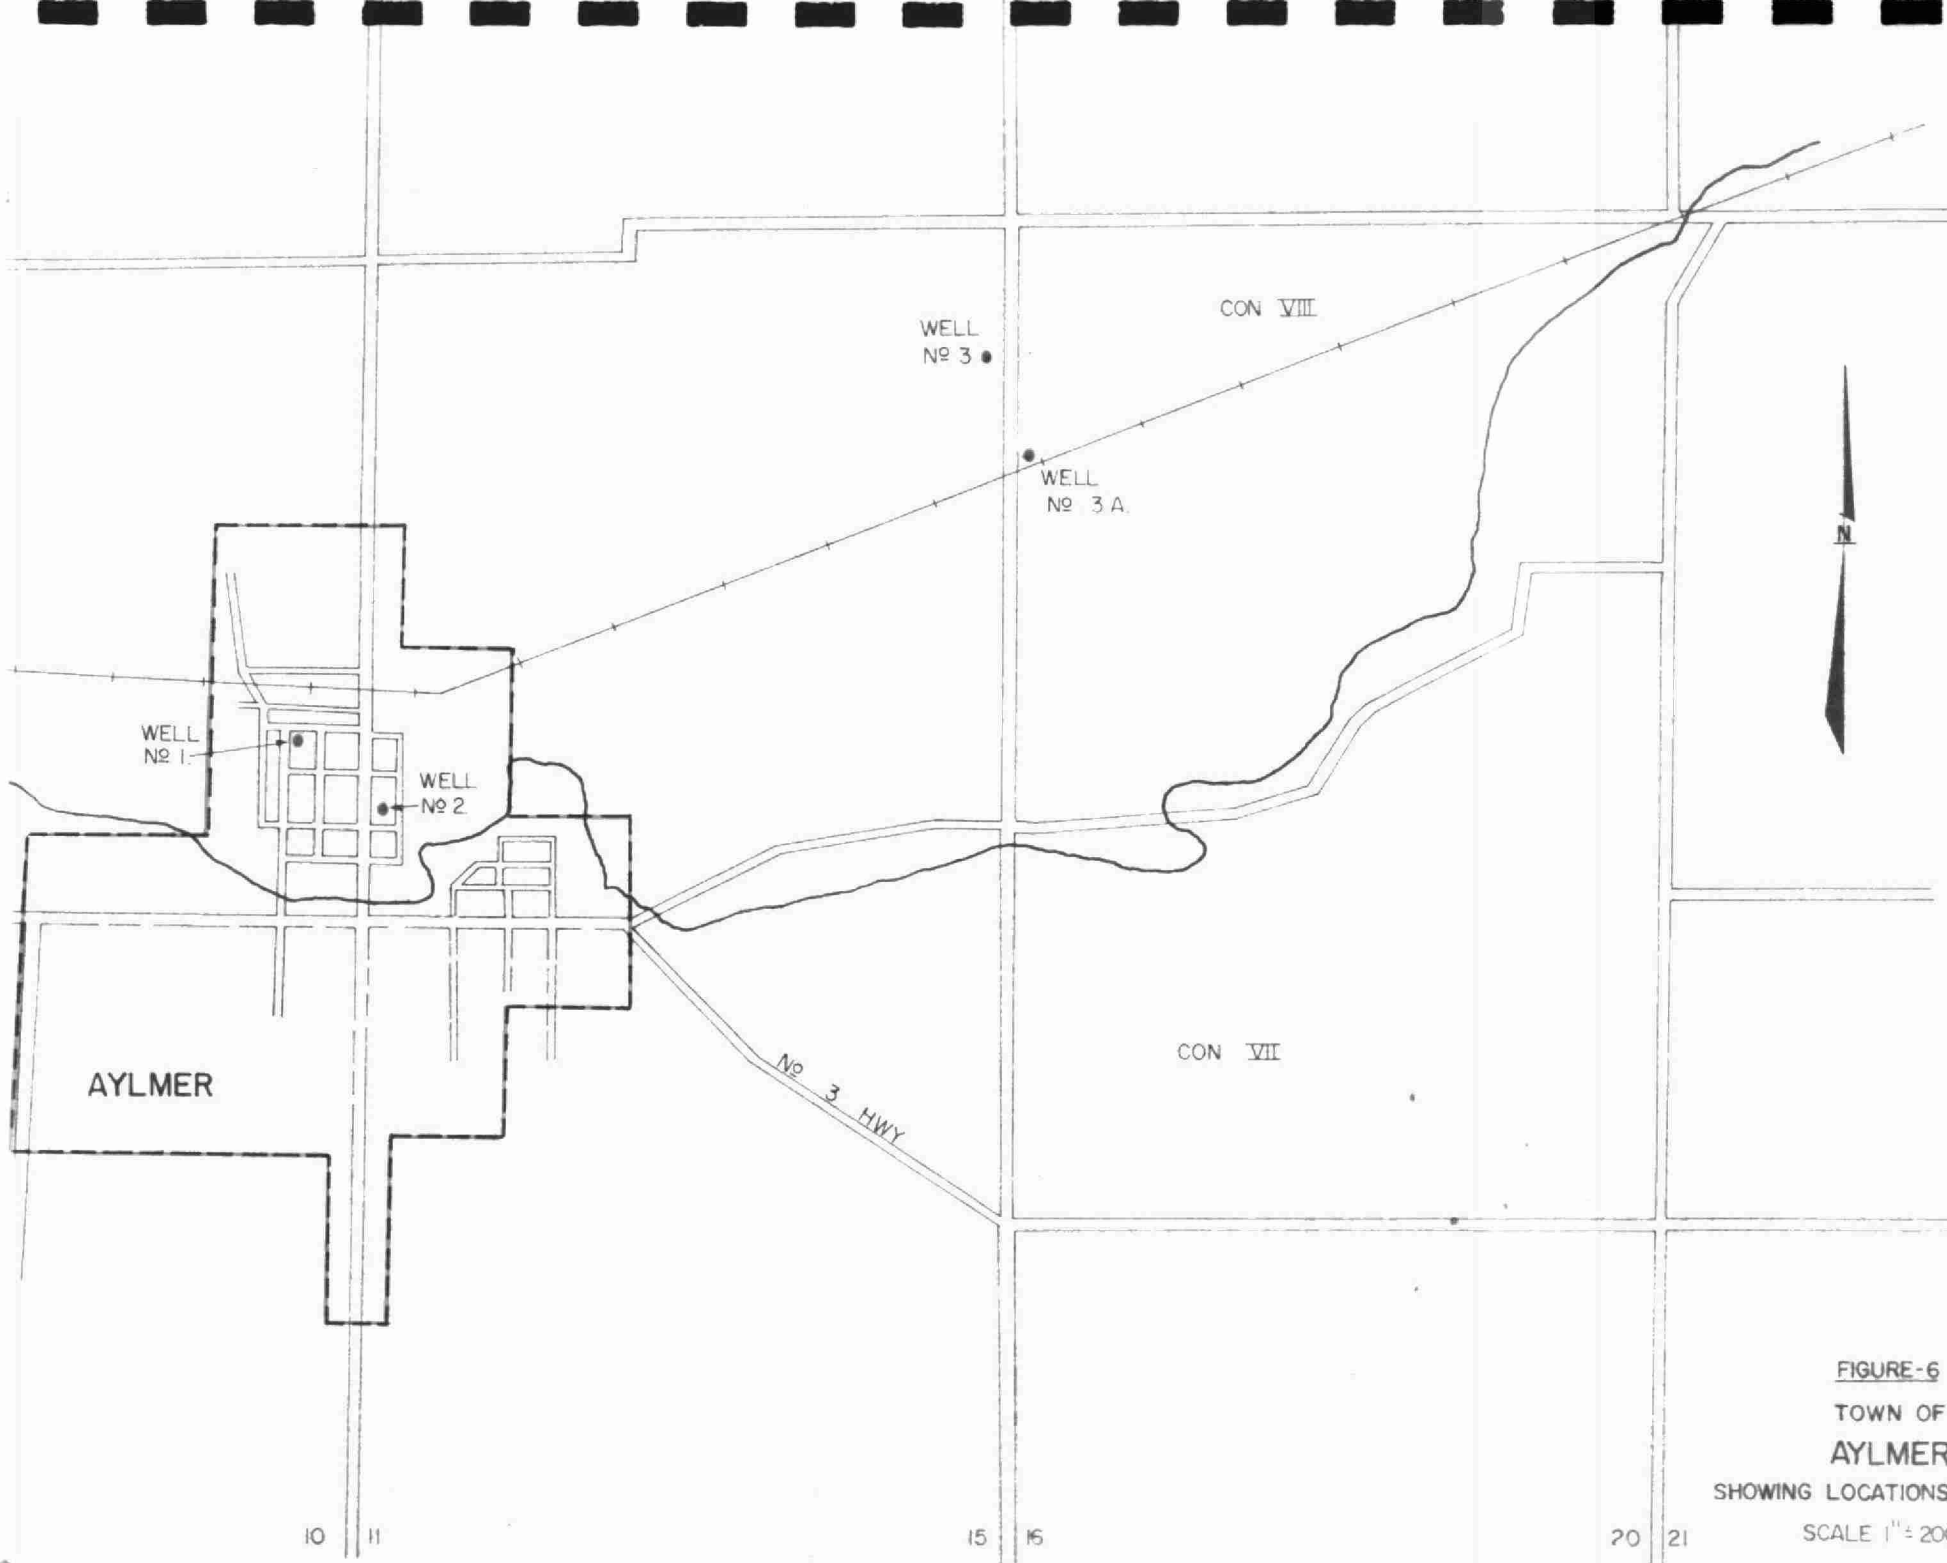 CON VIII
WELL
Nº 3
WELL
Nº 3 A.
N
WELL
Nº 1.
WELL
Nº 2.
AYLMER
Nº 3 HWY
CON VII
FIGURE-6
TOWN OF
AYLMER
SHOWING LOCATIONS
SCALE 1" =
10 11
15 16
20 21